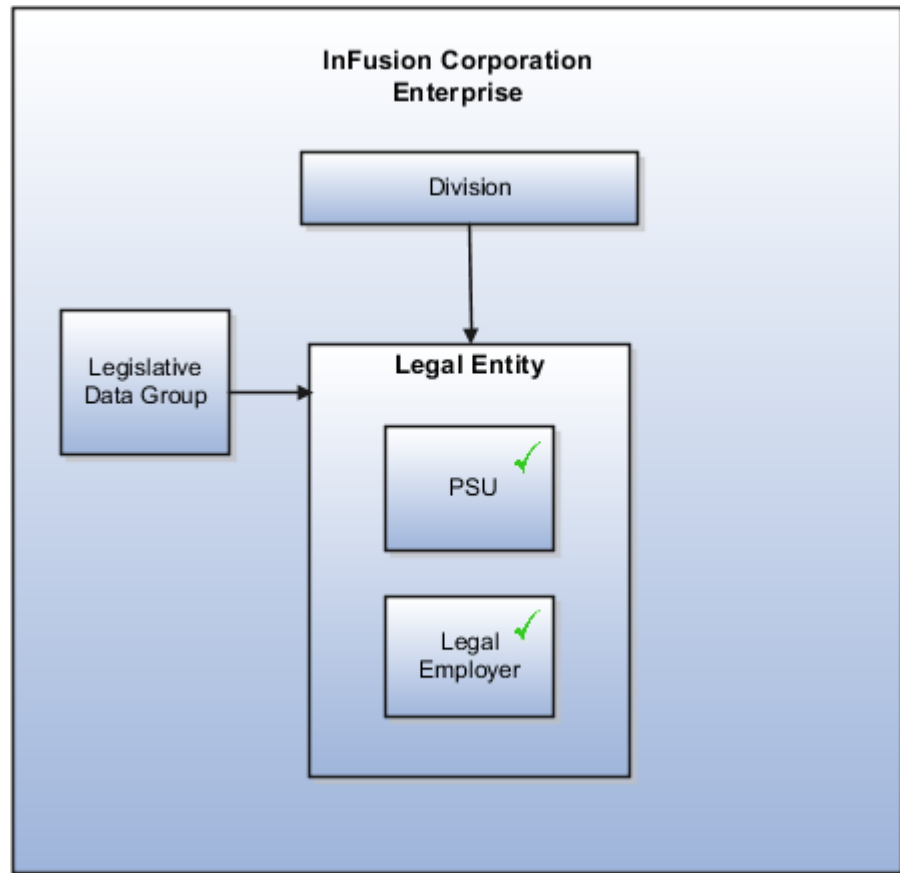 InFusion Corporation
Enterprise
Division
Legislative
Data Group
Legal Entity
PSU
Legal
Employer